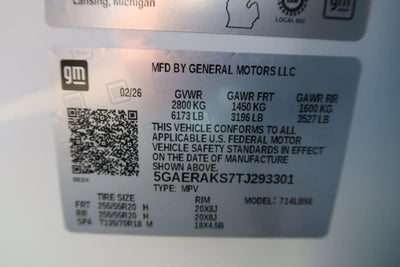 Lansing, Michigan
LOCAL 602
gm
MFD BY GENERAL MOTORS LLC
02/26 GVWR GAWR FRT GAWR RR
2800 KG 1450 KG 1600 KG
6173 LB 3196 LB 3527 LB
THIS VEHICLE CONFORMS TO ALL
APPLICABLE U.S. FEDERAL MOTOR
VEHICLE SAFETY STANDARDS IN EFFECT ON
THE DATE OF MANUFACTURE SHOWN ABOVE.
5GAERAKS7TJ293301
TYPE: MPV MODEL: 714LB56
TIRE SIZE RIM
FRT 255/55R20 H 20X8J
RR 255/55R20 H 20X8J
SPA T135/70R18 M 18X4.5B